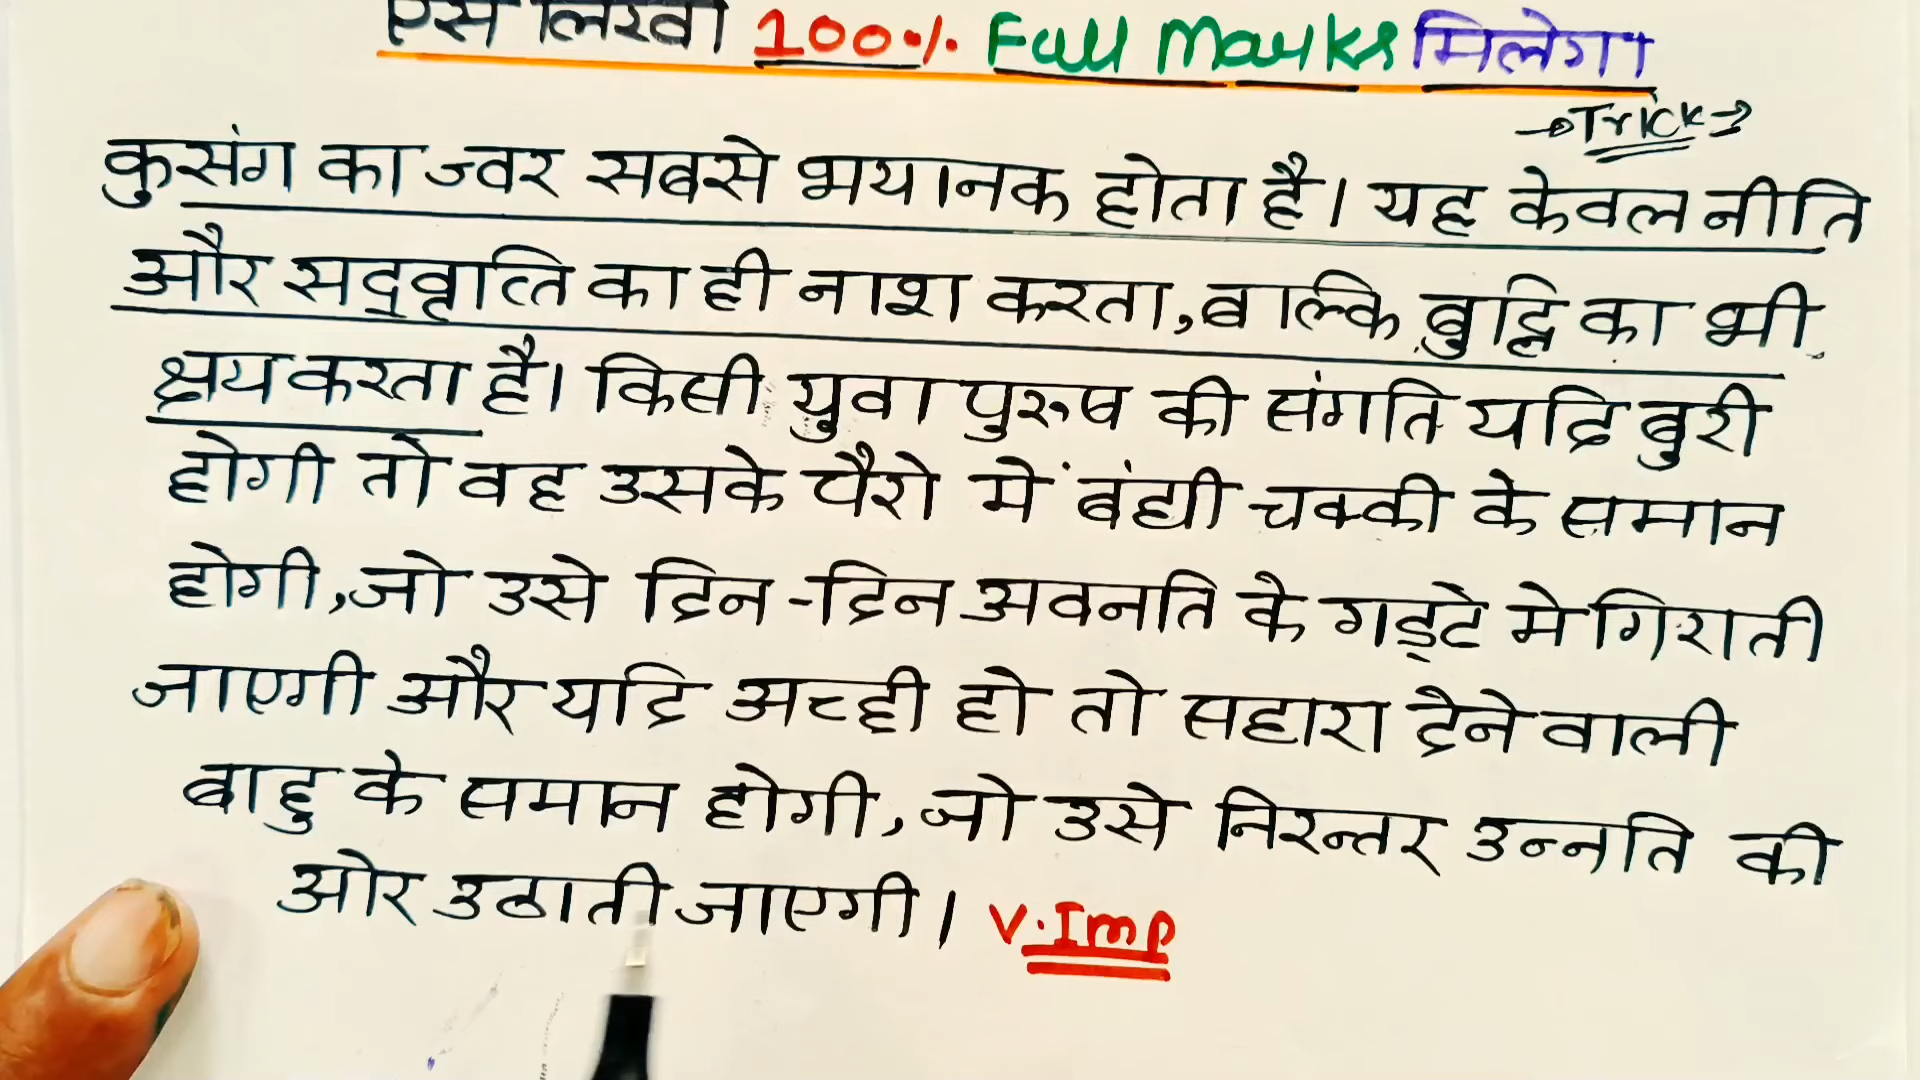 ऐसे लिखो 100% Full Marks मिलेगा
→Trick→
कुसंग का ज्वर सबसे भयानक होता है। यह केवल नीति
और सद्वृत्ति का ही नाश करता, बल्कि बुद्धि का भी
क्षय करता है। किसी युवा पुरुष की संगति यदि बुरी
होगी तो वह उसके पैरो में बंधी चक्की के समान
होगी, जो उसे दिन-दिन अवनति के गड्टे मे गिराती
जाएगी और यदि अच्छी हो तो सहारा देने वाली
बाहु के समान होगी, जो उसे निरन्तर उन्नति की
ओर उठाती जाएगी। V.Imp